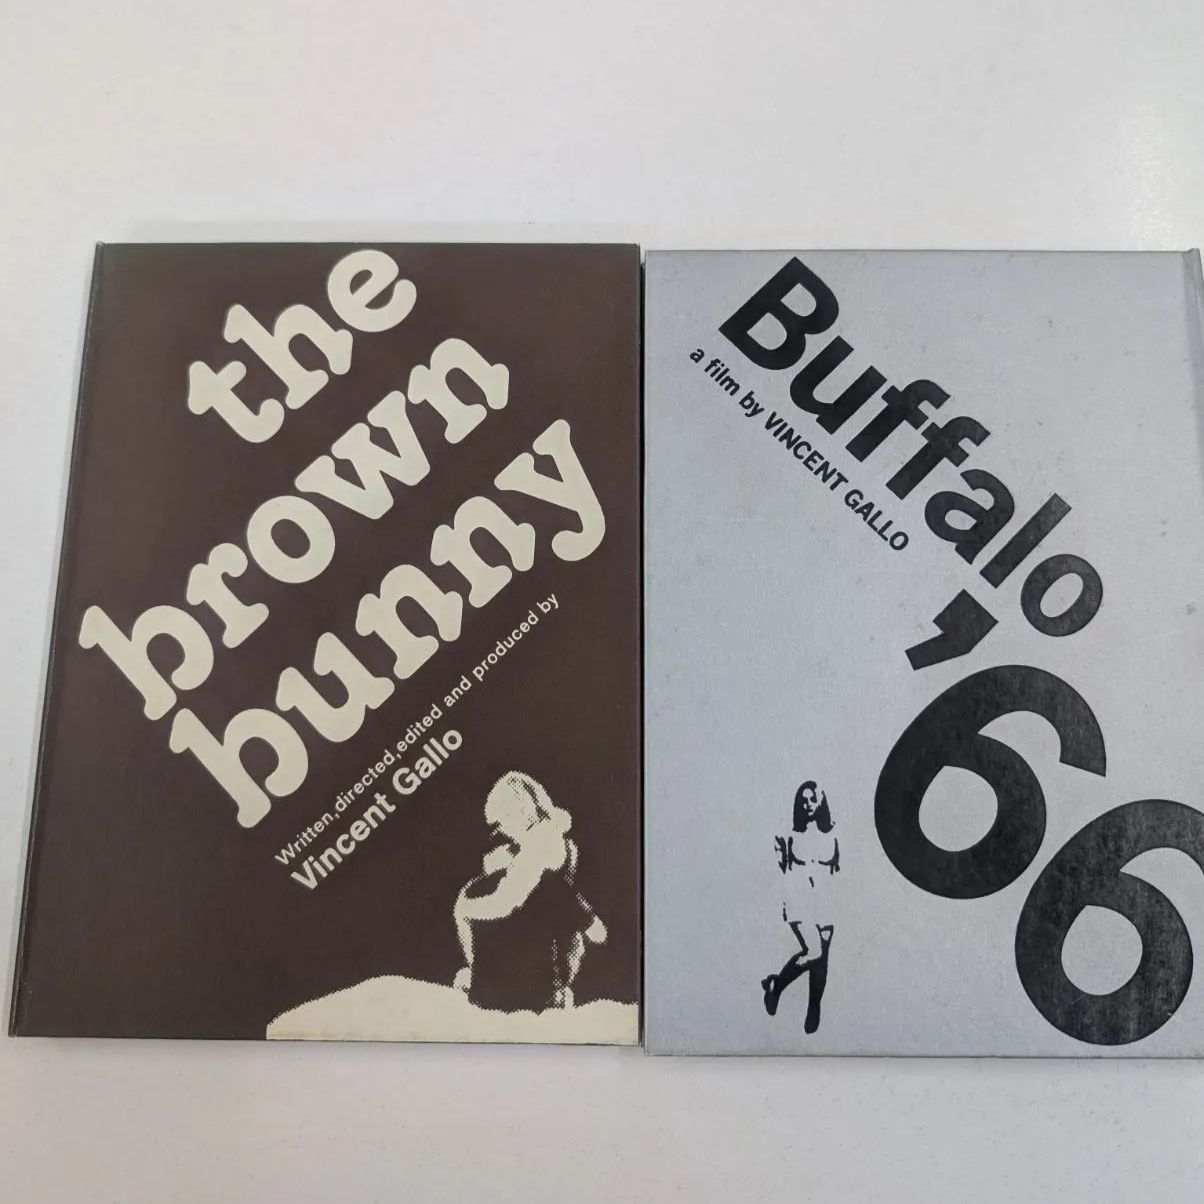 the
brown
bunny
Written,directed,edited and produced by
Vincent Gallo
Buffalo
a film by VINCENT GALLO
'66